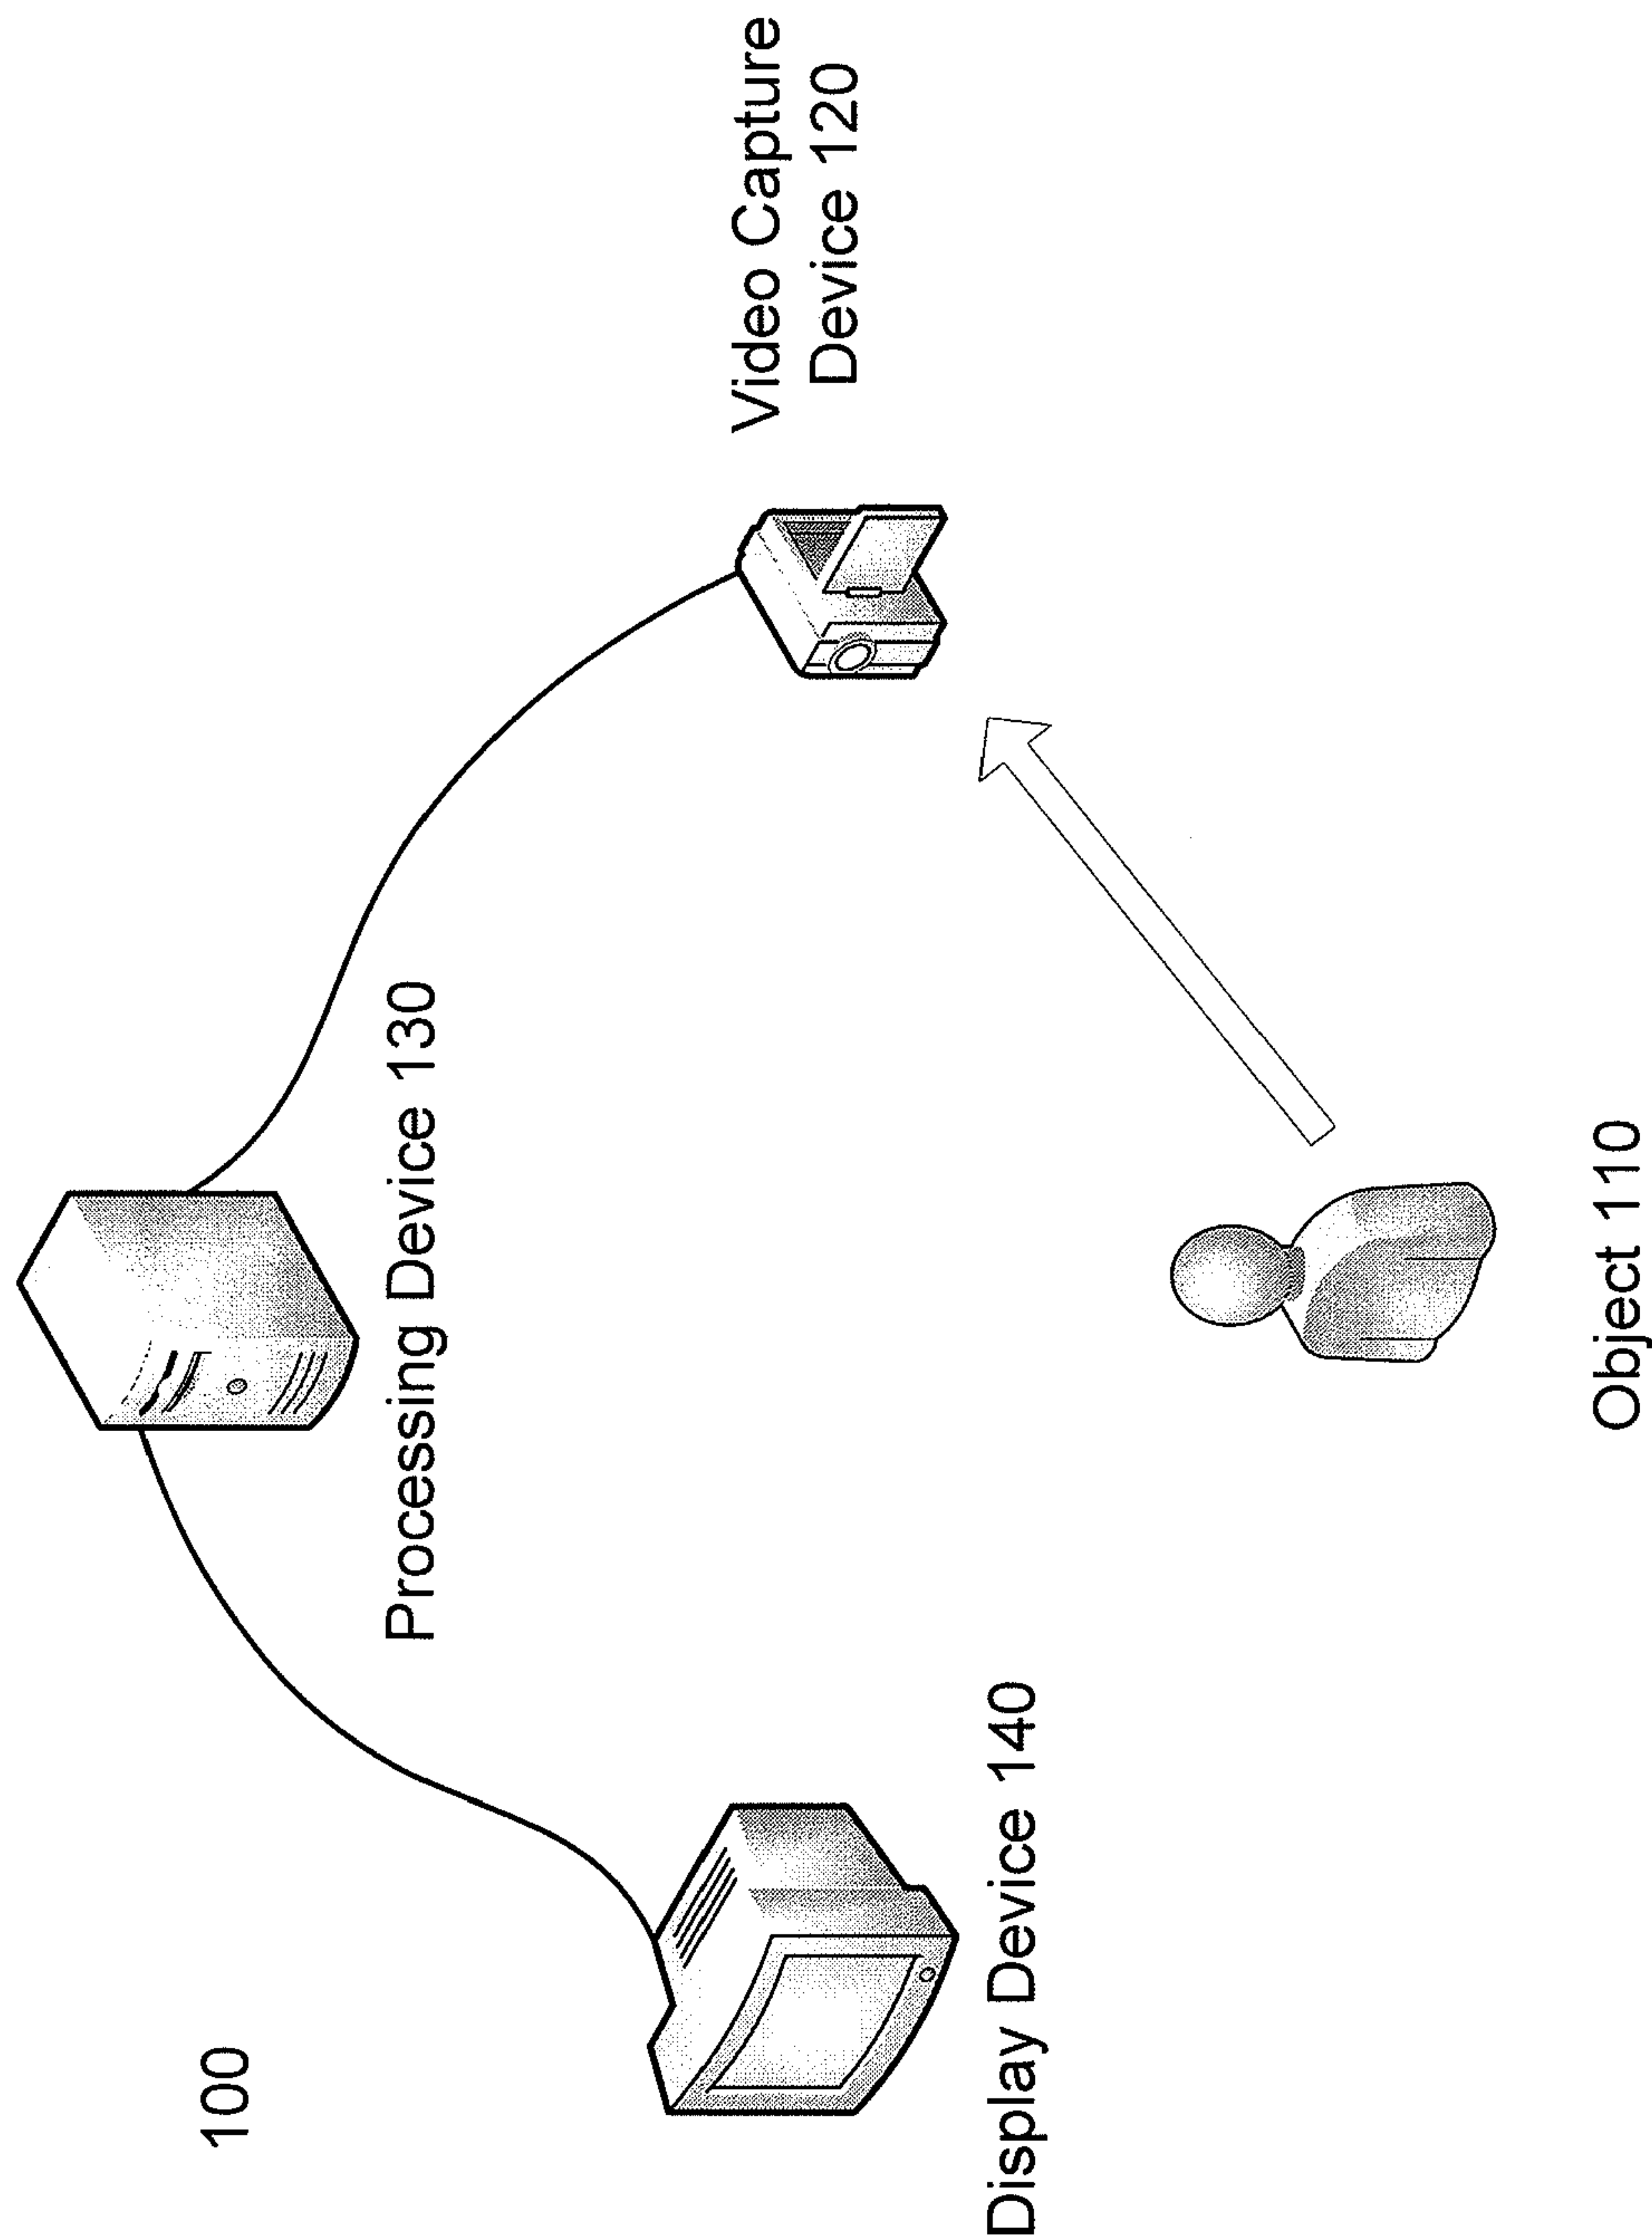 100
Processing Device 130
Video Capture
Device 120
Display Device 140
Object 110